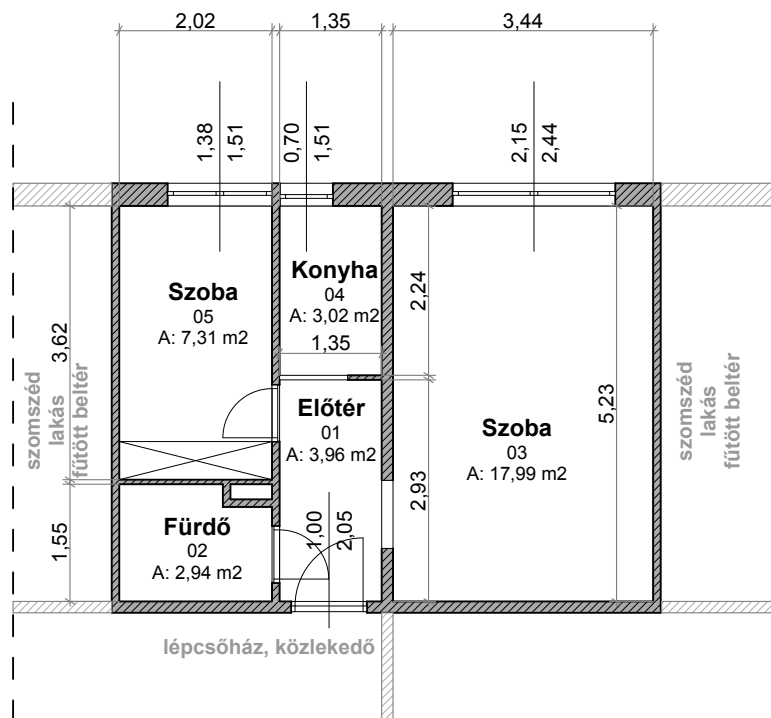 2,02
1,35
3,44
1,38
1,51
0,70
1,51
2,15
2,44
Szoba
05
A: 7,31 m2
Konyha
04
A: 3,02 m2
1,35
2,24
3,62
szomszéd
lakás
fűtött beltér
Előtér
01
A: 3,96 m2
Szoba
03
A: 17,99 m2
5,23
szomszéd
lakás
fűtött beltér
2,93
1,55
Fürdő
02
A: 2,94 m2
1,00
2,05
lépcsőház, közlekedő